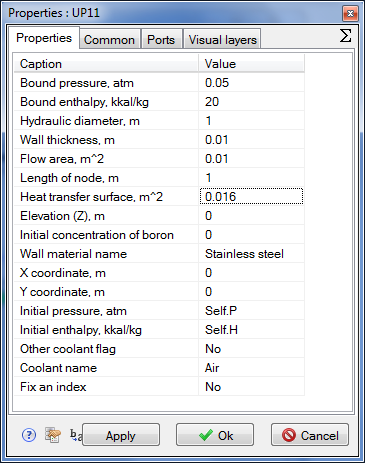 Properties : UP11
Properties Common Ports Visual layers Σ
Caption Value
Bound pressure, atm 0.05
Bound enthalpy, kkal/kg 20
Hydraulic diameter, m 1
Wall thickness, m 0.01
Flow area, m^2 0.01
Length of node, m 1
Heat transfer surface, m^2 0.016
Elevation (Z), m 0
Initial concentration of boron 0
Wall material name Stainless steel
X coordinate, m 0
Y coordinate, m 0
Initial pressure, atm Self.P
Initial enthalpy, kkal/kg Self.H
Other coolant flag No
Coolant name Air
Fix an index No
Apply Ok Cancel